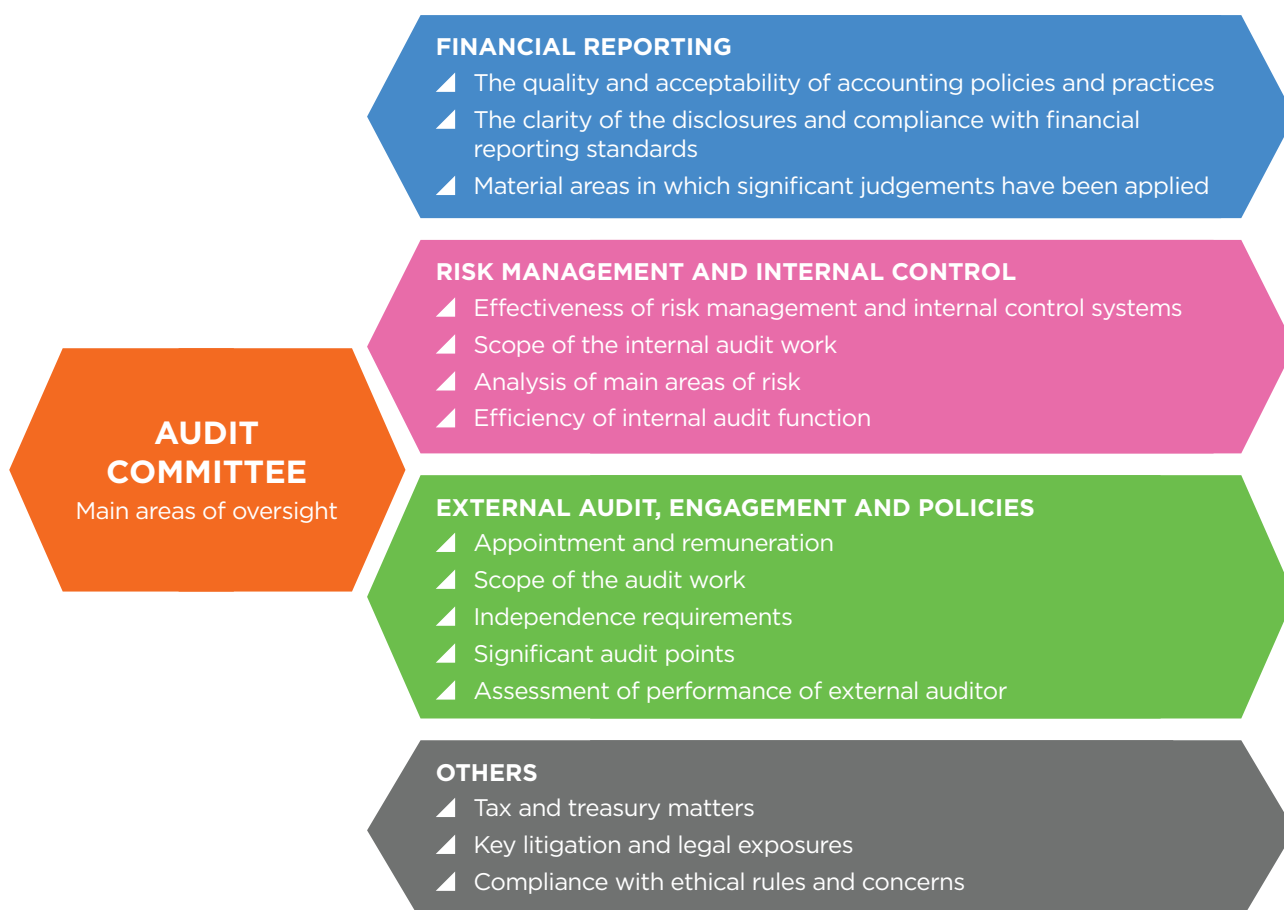 FINANCIAL REPORTING
The quality and acceptability of accounting policies and practices
The clarity of the disclosures and compliance with financial
reporting standards
Material areas in which significant judgements have been applied
RISK MANAGEMENT AND INTERNAL CONTROL
Effectiveness of risk management and internal control systems
Scope of the internal audit work
Analysis of main areas of risk
Efficiency of internal audit function
AUDIT
COMMITTEE
Main areas of oversight
EXTERNAL AUDIT, ENGAGEMENT AND POLICIES
Appointment and remuneration
Scope of the audit work
Independence requirements
Significant audit points
Assessment of performance of external auditor
OTHERS
Tax and treasury matters
Key litigation and legal exposures
Compliance with ethical rules and concerns